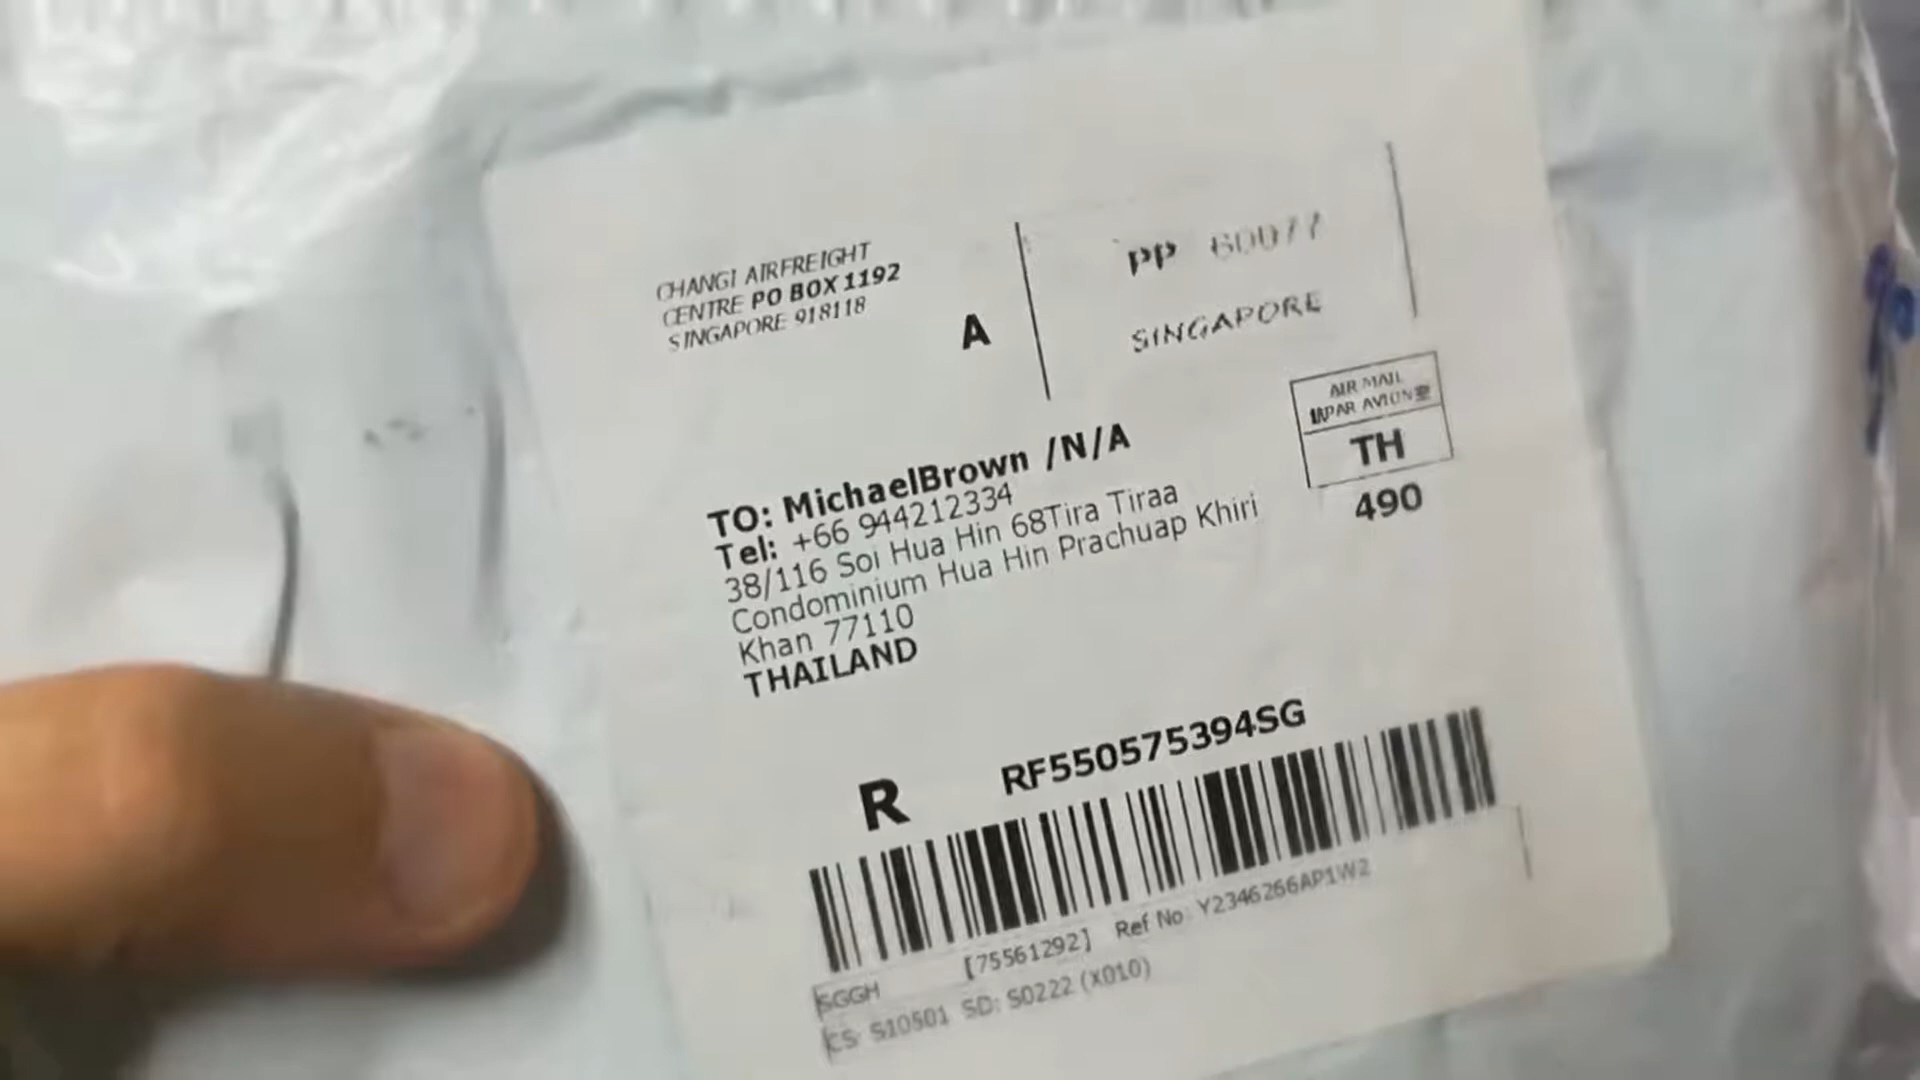 CHANGI AIRFREIGHT
CENTRE PO BOX 1192
SINGAPORE 918118
A
PP 60077
SINGAPORE
AIR MAIL
PAR AVION
TH
490
TO: MichaelBrown /N/A
Tel: +66 944212334
38/116 Soi Hua Hin 68Tira Tiraa
Condominium Hua Hin Prachuap Khiri
Khan 77110
THAILAND
R
RF550575394SG
[75561292] Ref No: Y2346266AP1W2
SGGH
CS: S10501 SD: S0222 (X010)